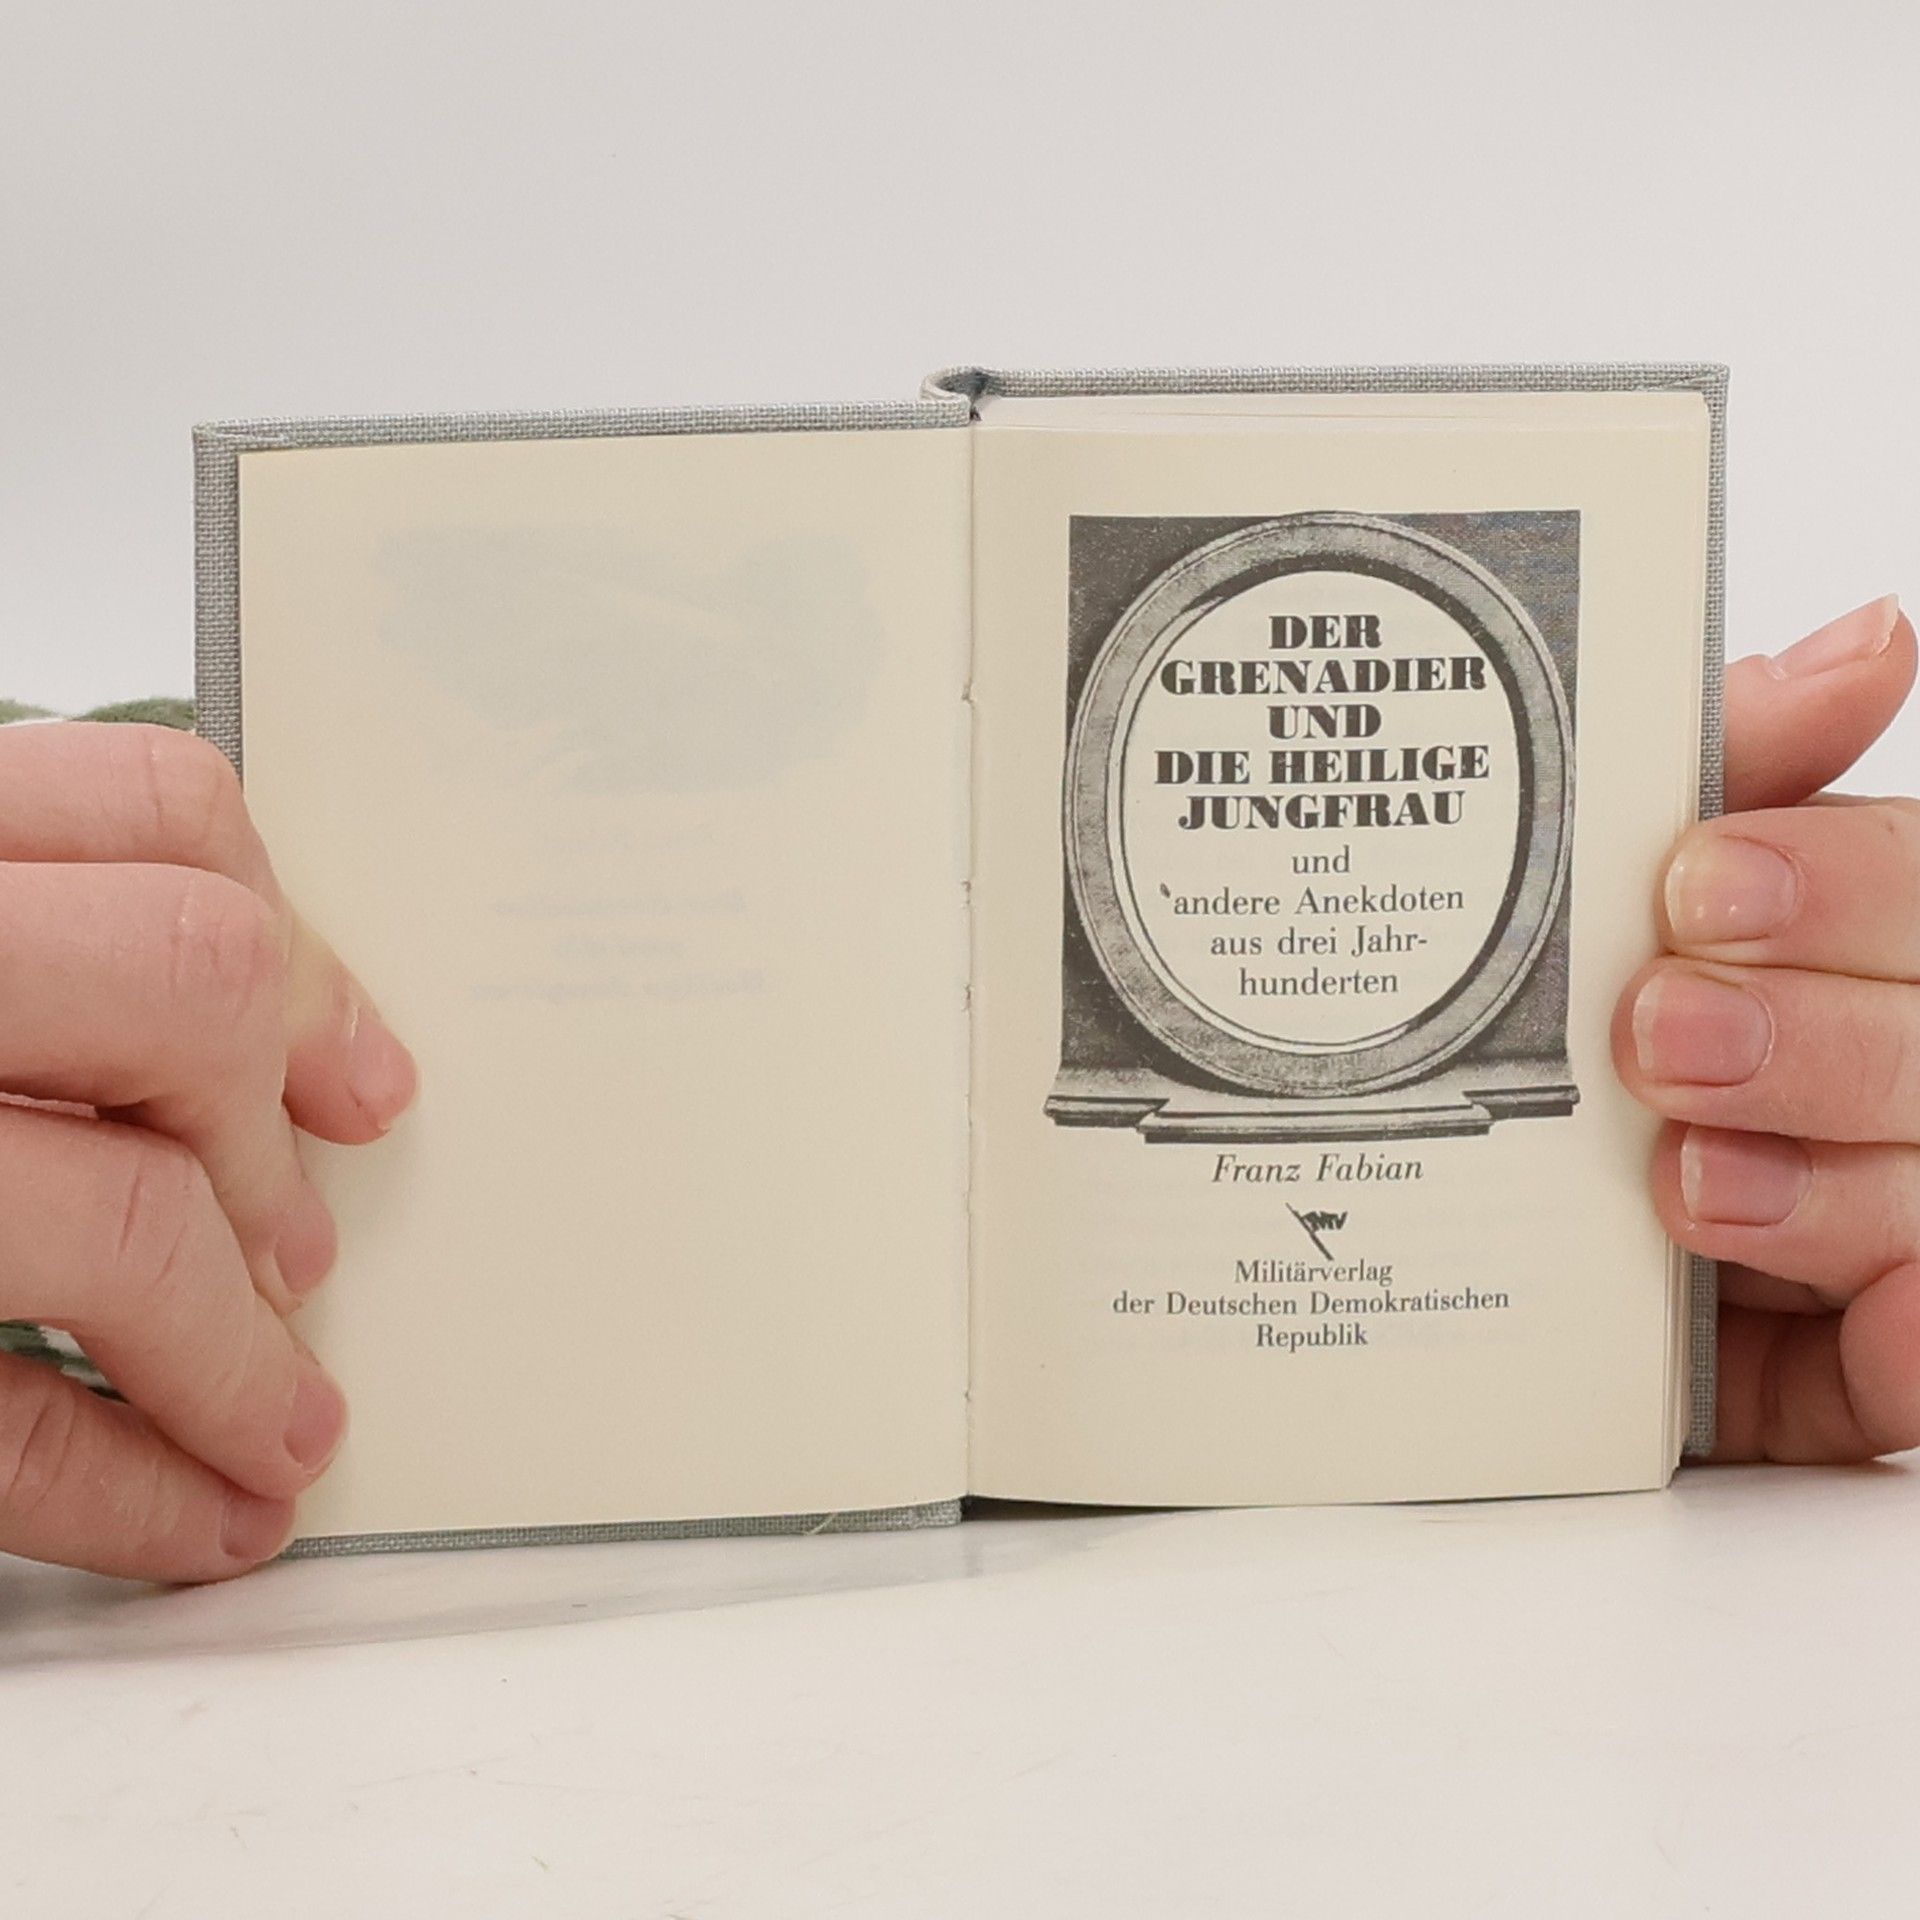 DER
GRENADIER
UND
DIE HEILIGE
JUNGFRAU
und
andere Anekdoten
aus drei Jahr-
hunderten
Franz Fabian
MTV
Militärverlag
der Deutschen Demokratischen
Republik